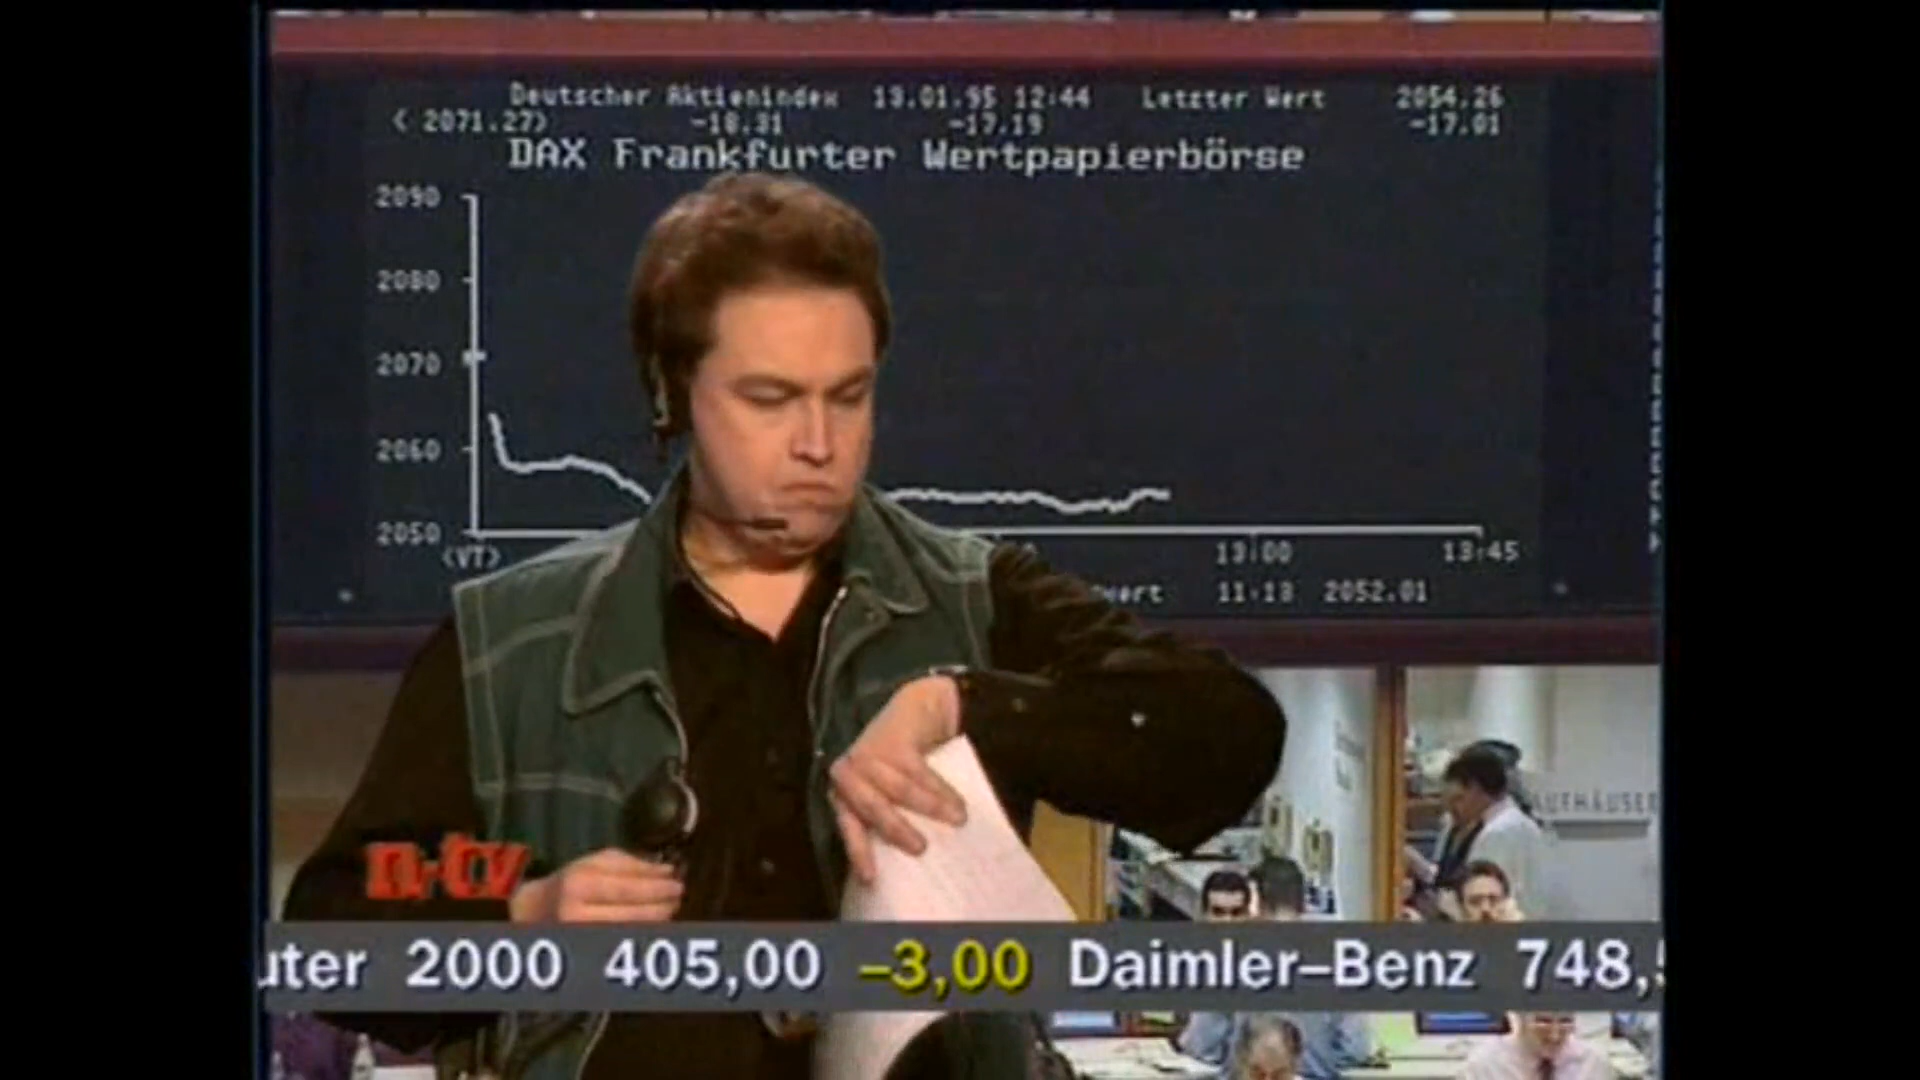 Deutscher Aktienindex 13.01.95 12:44 Letzter Wert 2054.26
< 2071.27> -18.31 -17.19 -17.01
DAX Frankfurter Wertpapierbörse
2090
2080
2070
2060
2050
<VT> 13:00 13:45
11:18 2052.01
n-tv
uter 2000 405,00 –3,00 Daimler–Benz 748,5